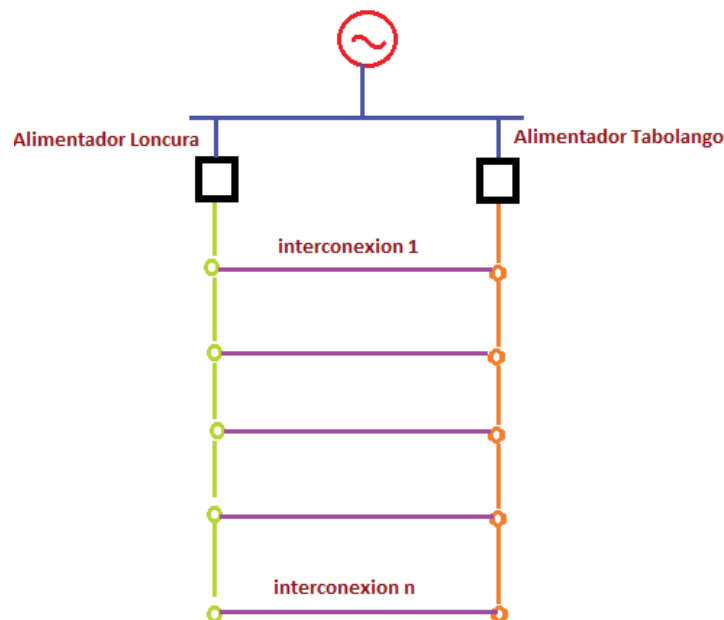 Alimentador Loncura
Alimentador Tabolango
interconexion 1
interconexion n